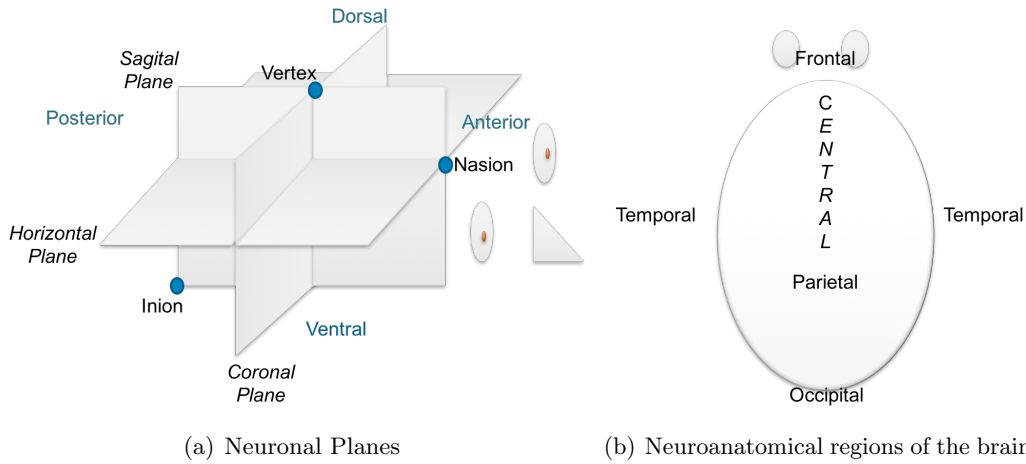 Dorsal
Sagital
Plane
Vertex
Posterior
Anterior
Nasion
Horizontal
Plane
Inion
Ventral
Coronal
Plane
(a) Neuronal Planes
Frontal
C
E
N
T
R
A
L
Temporal
Temporal
Parietal
Occipital
(b) Neuroanatomical regions of the brain